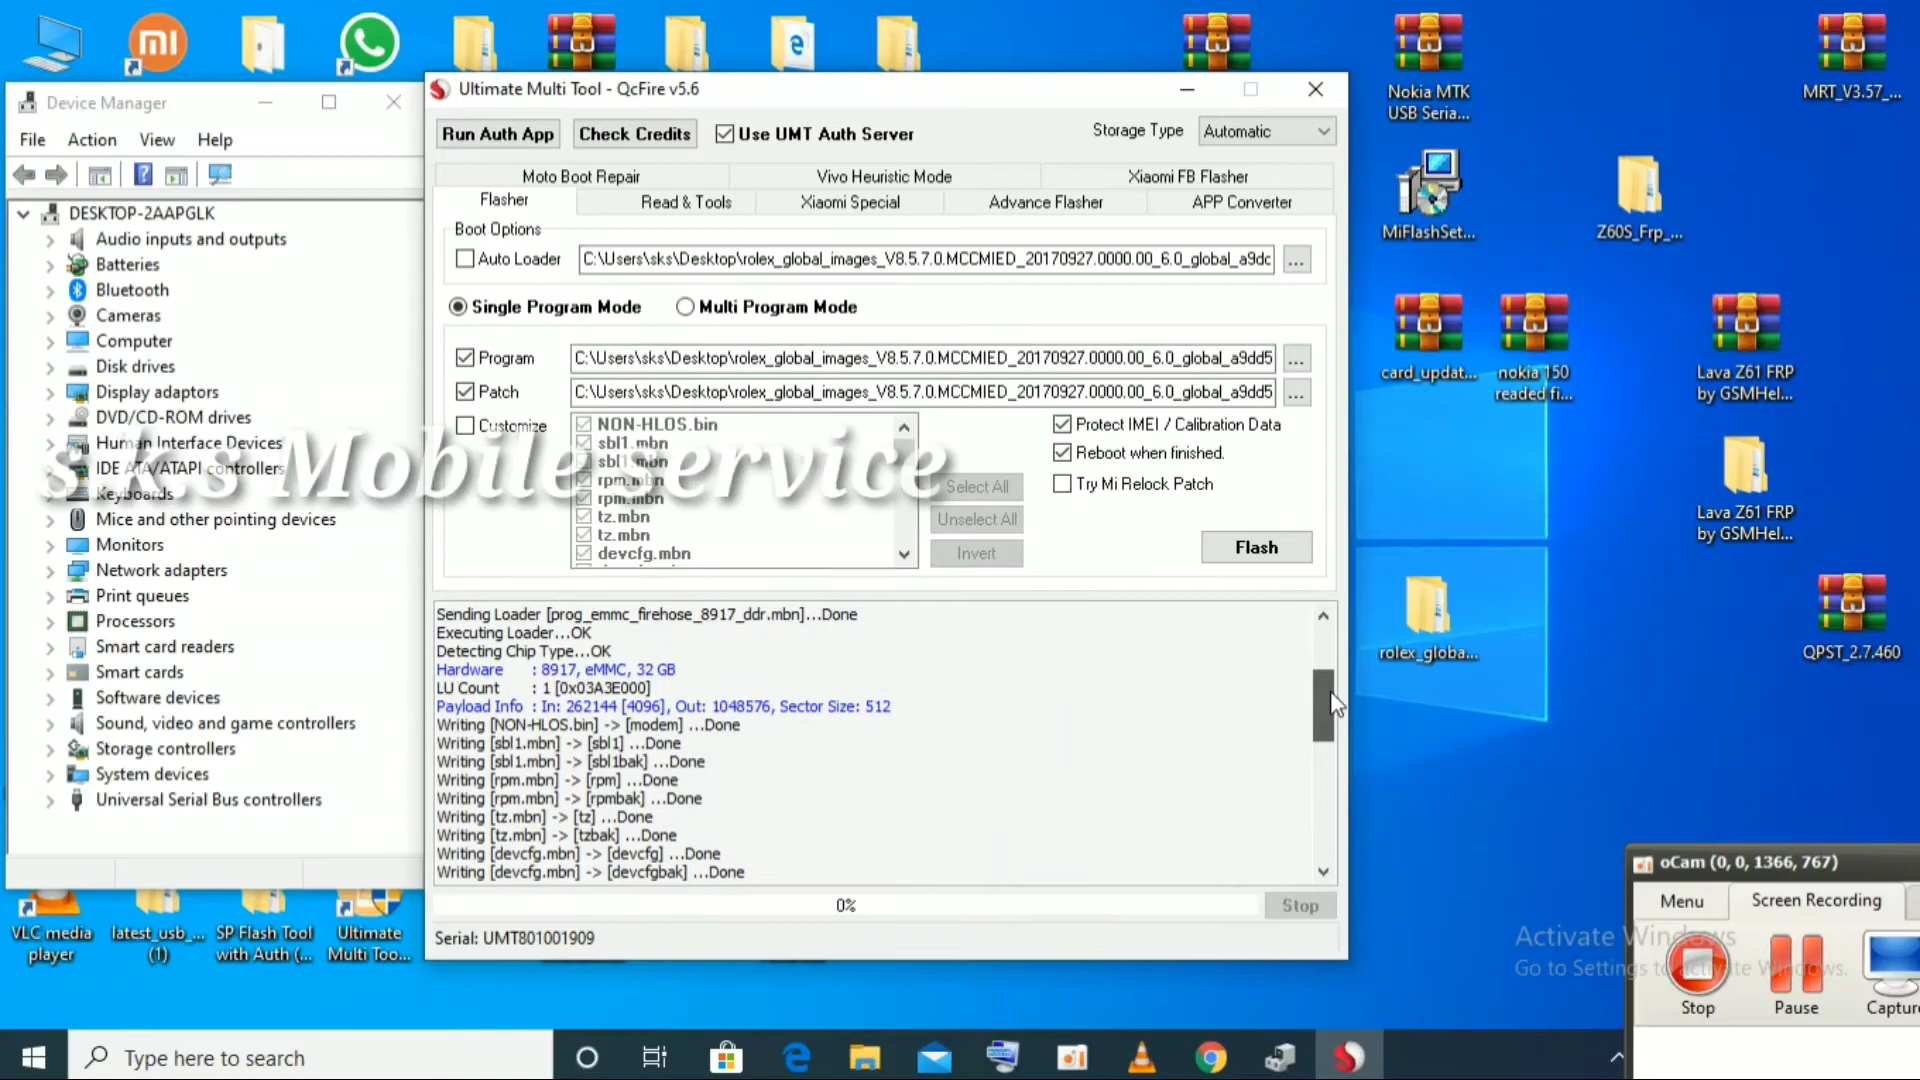 Device Manager
File Action View Help
DESKTOP-2AAPGLK
Audio inputs and outputs
Batteries
Bluetooth
Cameras
Computer
Disk drives
Display adaptors
DVD/CD-ROM drives
Human Interface Devices
IDE ATA/ATAPI controllers
Keyboards
Mice and other pointing devices
Monitors
Network adapters
Print queues
Processors
Smart card readers
Smart cards
Software devices
Sound, video and game controllers
Storage controllers
System devices
Universal Serial Bus controllers
s.k.s Mobile service
Ultimate Multi Tool - QcFire v5.6
Run Auth App Check Credits Use UMT Auth Server Storage Type Automatic
Moto Boot Repair Vivo Heuristic Mode Xiaomi FB Flasher
Flasher Read & Tools Xiaomi Special Advance Flasher APP Converter
Boot Options
Auto Loader C:\Users\sks\Desktop\rolex_global_images_V8.5.7.0.MCCMIED_20170927.0000.00_6.0_global_a9dc ...
Single Program Mode Multi Program Mode
Program C:\Users\sks\Desktop\rolex_global_images_V8.5.7.0.MCCMIED_20170927.0000.00_6.0_global_a9dd5 ...
Patch C:\Users\sks\Desktop\rolex_global_images_V8.5.7.0.MCCMIED_20170927.0000.00_6.0_global_a9dd5 ...
Customize
NON-HLOS.bin
sbl1.mbn
sbl1.mbn
rpm.mbn
rpm.mbn
tz.mbn
tz.mbn
devcfg.mbn
Select All
Unselect All
Invert
Protect IMEI / Calibration Data
Reboot when finished.
Try Mi Relock Patch
Flash
Sending Loader [prog_emmc_firehose_8917_ddr.mbn]...Done
Executing Loader...OK
Detecting Chip Type...OK
Hardware : 8917, eMMC, 32 GB
LU Count : 1 [0x03A3E000]
Payload Info : In: 262144 [4096], Out: 1048576, Sector Size: 512
Writing [NON-HLOS.bin] -> [modem] ...Done
Writing [sbl1.mbn] -> [sbl1] ...Done
Writing [sbl1.mbn] -> [sbl1bak] ...Done
Writing [rpm.mbn] -> [rpm] ...Done
Writing [rpm.mbn] -> [rpmbak] ...Done
Writing [tz.mbn] -> [tz] ...Done
Writing [tz.mbn] -> [tzbak] ...Done
Writing [devcfg.mbn] -> [devcfg] ...Done
Writing [devcfg.mbn] -> [devcfgbak] ...Done
0% Stop
Serial: UMT801001909
Nokia MTK
USB Seria...
MRT_V3.57_...
MiFlashSet...
Z60S_Frp_...
card_updat...
nokia 150
readed fi...
Lava Z61 FRP
by GSMHel...
Lava Z61 FRP
by GSMHel...
rolex_globa...
QPST_2.7.460
VLC media
player
latest_usb_...
(1)
SP Flash Tool
with Auth (...
Ultimate
Multi Too...
oCam (0, 0, 1366, 767)
Menu Screen Recording
Stop Pause Capture
Activate Windows
Go to Settings to activate Windows.
Type here to search